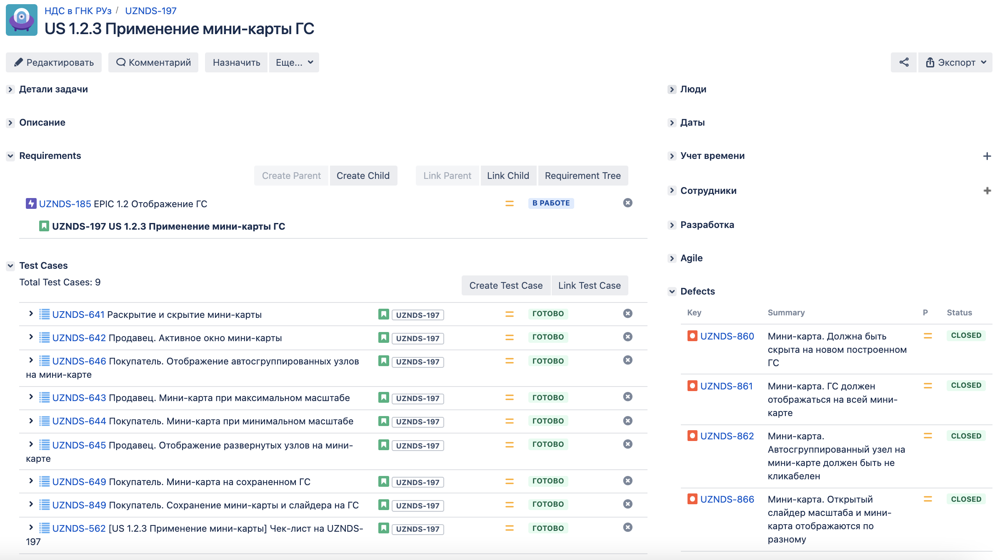 НДС в ГНК РУз / UZNDS-197
US 1.2.3 Применение мини-карты ГС
Редактировать
Комментарий
Назначить
Еще...
Экспорт
Детали задачи
Описание
Requirements
Create Parent
Create Child
Link Parent
Link Child
Requirement Tree
UZNDS-185 EPIC 1.2 Отображение ГС
В РАБОТЕ
UZNDS-197 US 1.2.3 Применение мини-карты ГС
Test Cases
Total Test Cases: 9
Create Test Case
Link Test Case
UZNDS-641 Раскрытие и скрытие мини-карты
UZNDS-197
ГОТОВО
UZNDS-642 Продавец. Активное окно мини-карты
UZNDS-197
ГОТОВО
UZNDS-646 Покупатель. Отображение автосгруппированных узлов
на мини-карте
UZNDS-197
ГОТОВО
UZNDS-643 Продавец. Мини-карта при максимальном масштабе
UZNDS-197
ГОТОВО
UZNDS-644 Покупатель. Мини-карта при минимальном масштабе
UZNDS-197
ГОТОВО
UZNDS-645 Продавец. Отображение развернутых узлов на мини-
карте
UZNDS-197
ГОТОВО
UZNDS-649 Покупатель. Мини-карта на сохраненном ГС
UZNDS-197
ГОТОВО
UZNDS-849 Покупатель. Сохранение мини-карты и слайдера на ГС
UZNDS-197
ГОТОВО
UZNDS-562 [US 1.2.3 Применение мини-карты] Чек-лист на UZNDS-
197
UZNDS-197
ГОТОВО
Люди
Даты
Учет времени
Сотрудники
Разработка
Agile
Defects
Key Summary P Status
UZNDS-860
Мини-карта. Должна быть
скрыта на новом построенном
ГС
CLOSED
UZNDS-861
Мини-карта. ГС должен
отображаться на всей мини-
карте
CLOSED
UZNDS-862
Мини-карта.
Автосгруппированный узел на
мини-карте должен быть не
кликабелен
CLOSED
UZNDS-866
Мини-карта. Открытый
слайдер масштаба и мини-
карта отображаются по
разному
CLOSED